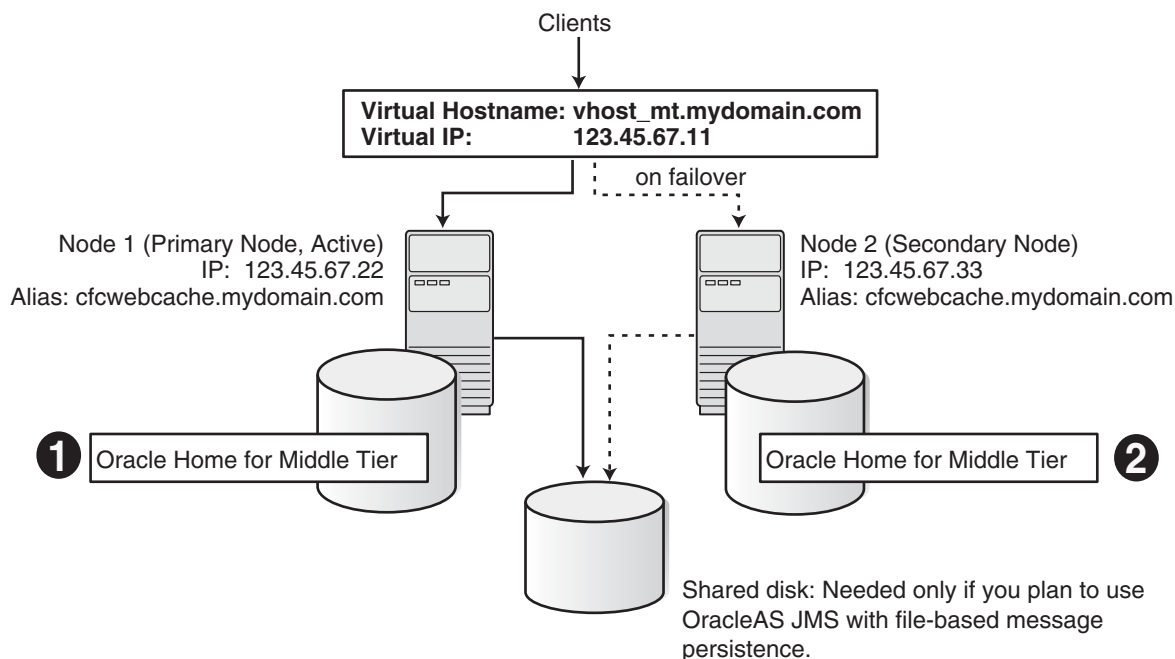 Clients
Virtual Hostname: vhost_mt.mydomain.com
Virtual IP: 123.45.67.11
on failover
Node 1 (Primary Node, Active)
IP: 123.45.67.22
Alias: cfcwebcache.mydomain.com
Node 2 (Secondary Node)
IP: 123.45.67.33
Alias: cfcwebcache.mydomain.com
1 Oracle Home for Middle Tier
Oracle Home for Middle Tier 2
Shared disk: Needed only if you plan to use
OracleAS JMS with file-based message
persistence.